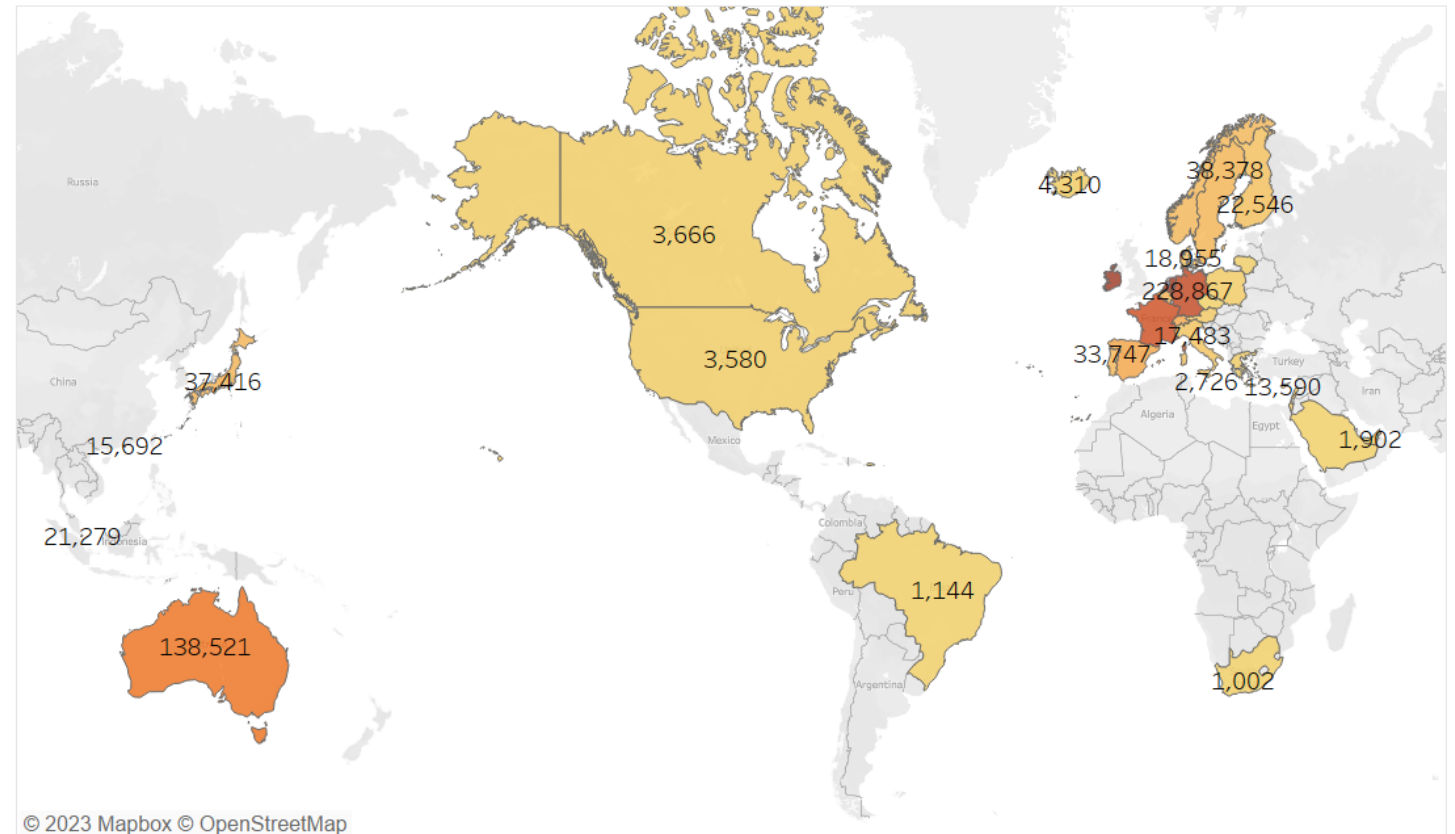 Russia
3,666
4,310
38,378
22,546
18,955
228,867
France
17,483
33,747
3,580
2,726
13,590
Turkey
China
37,416
15,692
Mexico
Algeria
Egypt
Iran
1,902
21,279
Indonesia
Colombia
Peru
1,144
138,521
1,002
Argentina
© 2023 Mapbox © OpenStreetMap